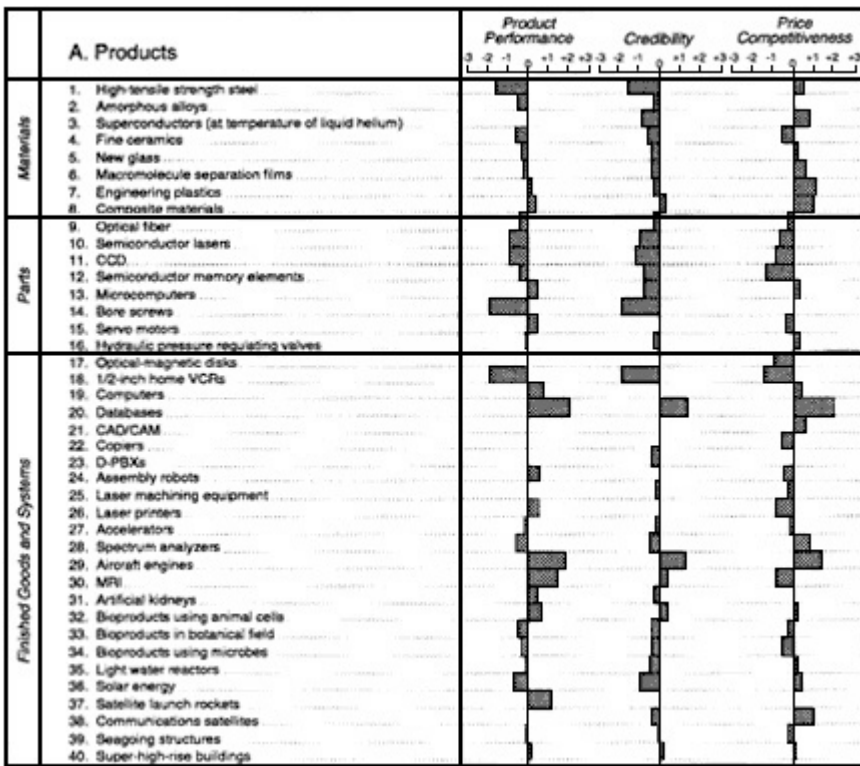 A. Products
Product Performance
Credibility
Price Competitiveness
-3 -2 -1 0 +1 +2 +3 -3 -2 -1 0 +1 +2 +3 -3 -2 -1 0 +1 +2 +3
Materials
1. High-tensile strength steel
2. Amorphous alloys
3. Superconductors (at temperature of liquid helium)
4. Fine ceramics
5. New glass
6. Macromolecule separation films
7. Engineering plastics
8. Composite materials
Parts
9. Optical fiber
10. Semiconductor lasers
11. CCD
12. Semiconductor memory elements
13. Microcomputers
14. Bore screws
15. Servo motors
16. Hydraulic pressure regulating valves
Finished Goods and Systems
17. Optical-magnetic disks
18. 1/2-inch home VCRs
19. Computers
20. Databases
21. CAD/CAM
22. Copiers
23. D-PBXs
24. Assembly robots
25. Laser machining equipment
26. Laser printers
27. Accelerators
28. Spectrum analyzers
29. Aircraft engines
30. MRI
31. Artificial kidneys
32. Bioproducts using animal cells
33. Bioproducts in botanical field
34. Bioproducts using microbes
35. Light water reactors
36. Solar energy
37. Satellite launch rockets
38. Communications satellites
39. Seagoing structures
40. Super-high-rise buildings